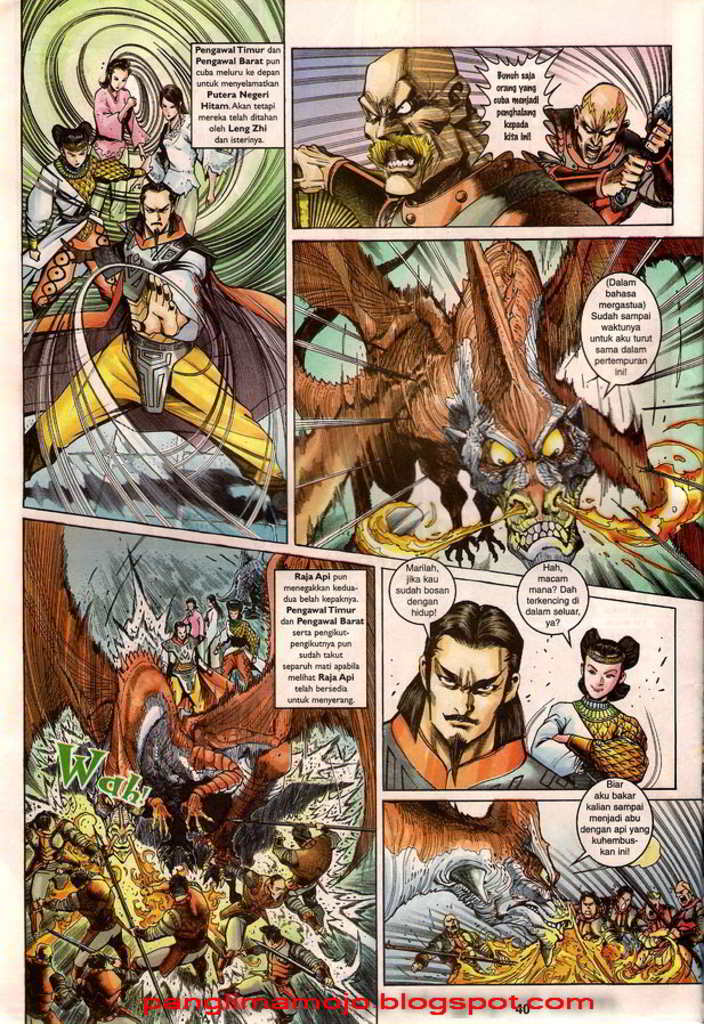 Pengawal Timur dan
Pengawal Barat pun
cuba meluru ke depan
untuk menyelamatkan
Putera Negeri
Hitam. Akan tetapi
mereka telah ditahan
oleh Leng Zhi
dan isterinya.
Bunuh saja
orang yang
cuba menjadi
penghalang
kepada
kita ini!
(Dalam
bahasa
mergastua)
Sudah sampai
waktunya
untuk aku turut
sama dalam
pertempuran
ini!
Raja Api pun
menegakkan kedua-
dua belah kepaknya.
Pengawal Timur
dan Pengawal Barat
serta pengikut-
pengikutnya pun
sudah takut
separuh mati apabila
melihat Raja Api
telah bersedia
untuk menyerang.
Wah!
Marilah,
jika kau
sudah bosan
dengan
hidup!
Hah,
macam
mana? Dah
terkencing di
dalam seluar,
ya?
Biar
aku bakar
kalian sampai
menjadi abu
dengan api yang
kuhembus-
kan ini!
40
panglimamojo.blogspot.com